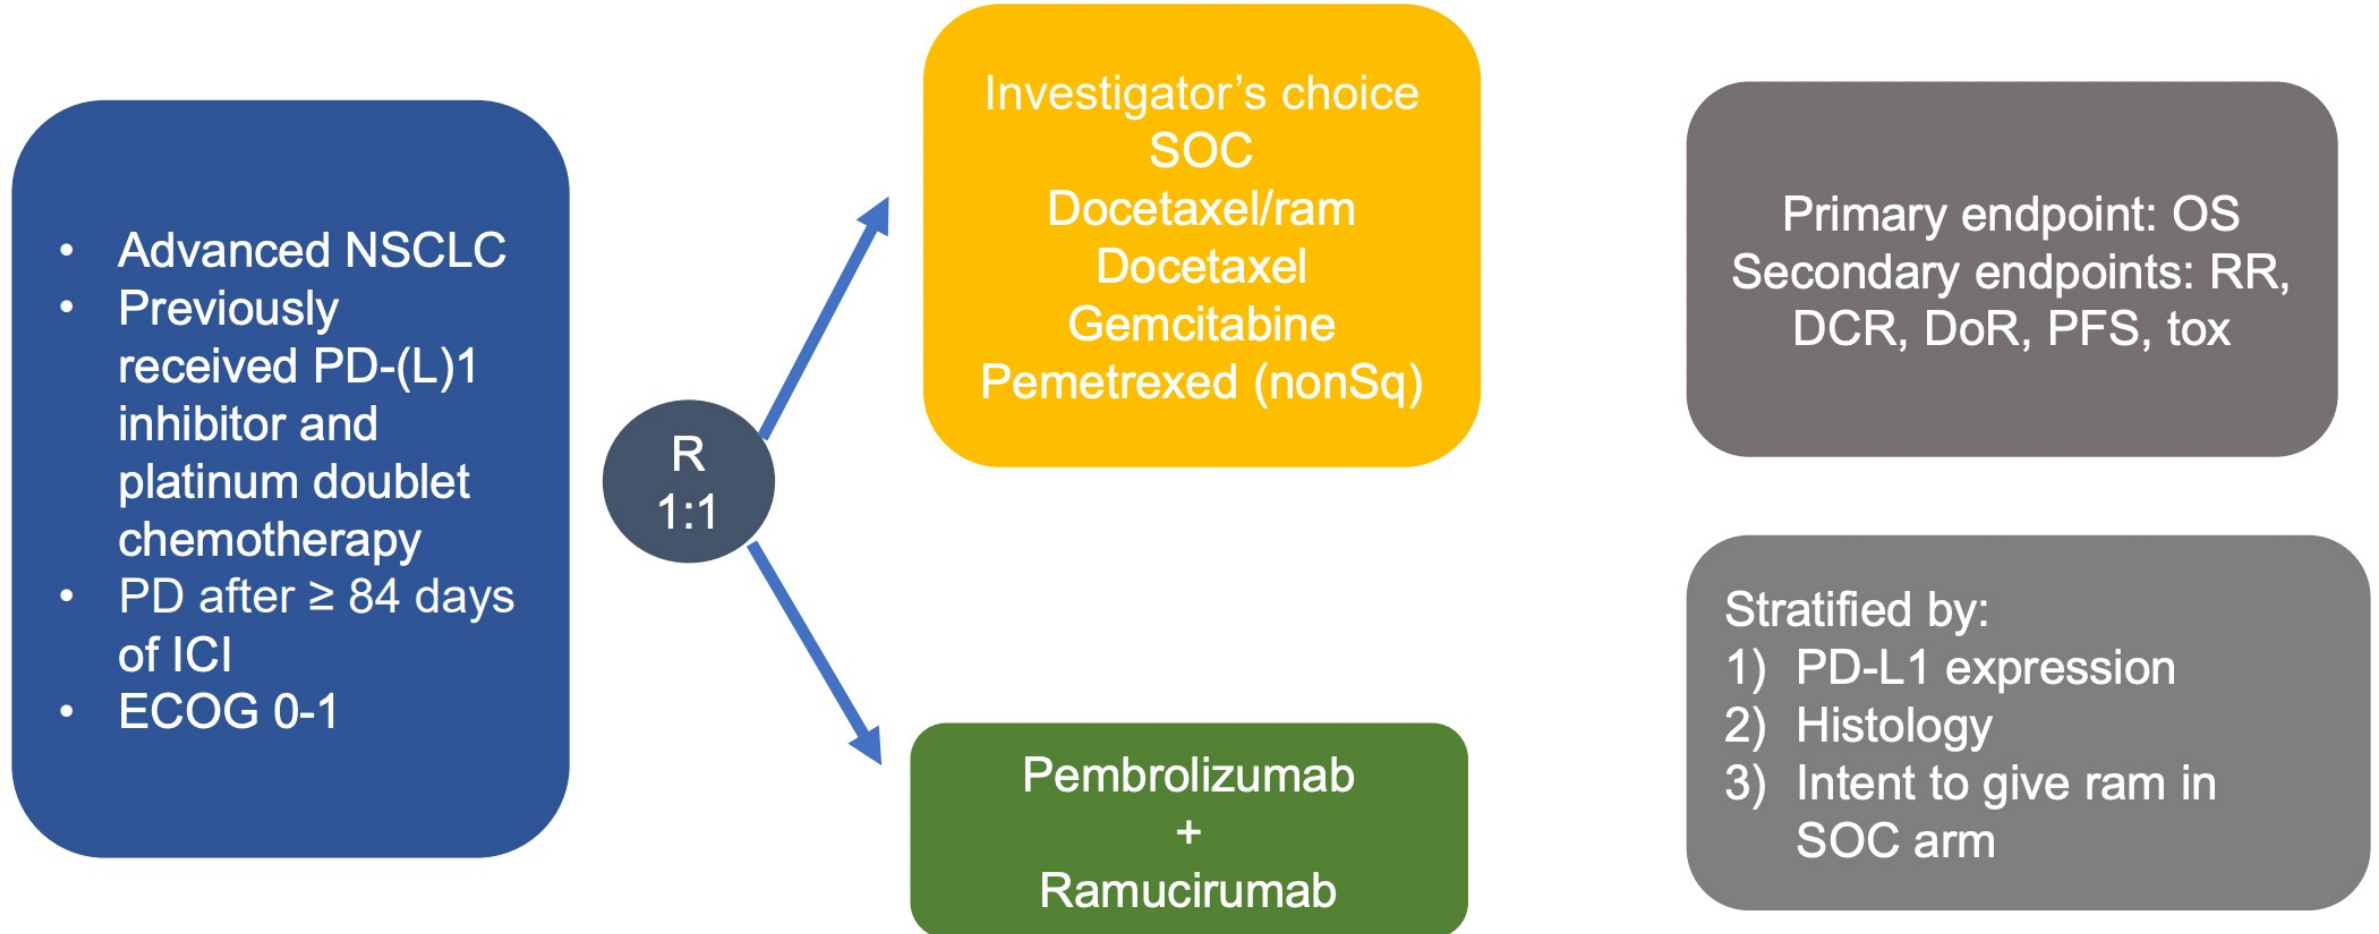 • Advanced NSCLC
• Previously
received PD-(L)1
inhibitor and
platinum doublet
chemotherapy
• PD after ≥ 84 days
of ICI
• ECOG 0-1
R
1:1
Investigator’s choice
SOC
Docetaxel/ram
Docetaxel
Gemcitabine
Pemetrexed (nonSq)
Pembrolizumab
+
Ramucirumab
Primary endpoint: OS
Secondary endpoints: RR,
DCR, DoR, PFS, tox
Stratified by:
1) PD-L1 expression
2) Histology
3) Intent to give ram in
SOC arm